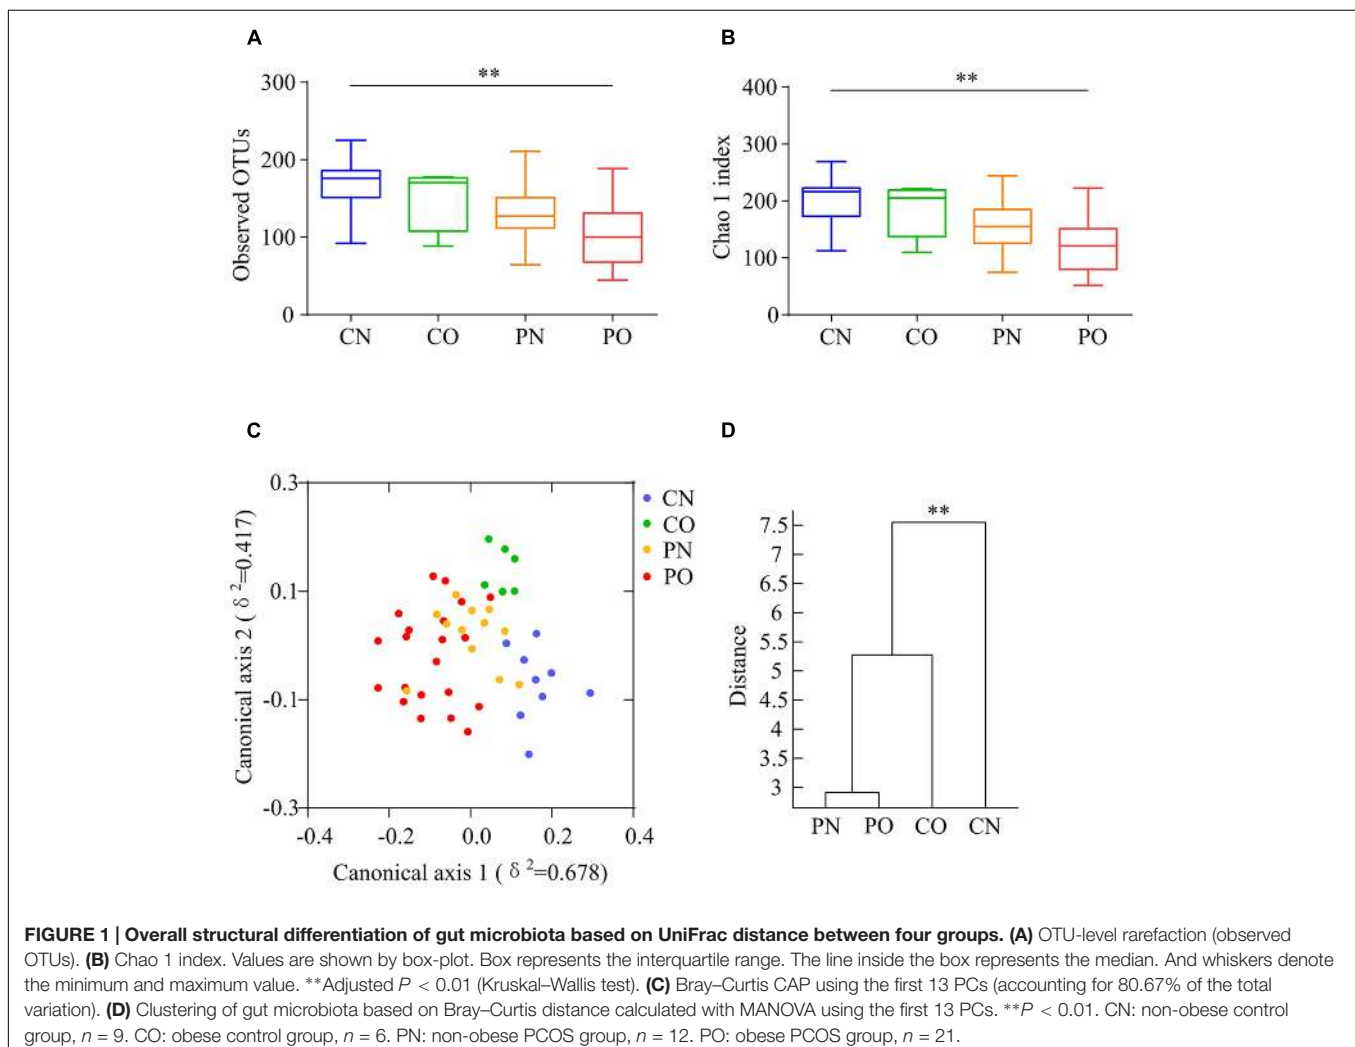 A
**
300
200
100
0
Observed OTUs
CN CO PN PO
B
**
400
300
200
100
0
Chao 1 index
CN CO PN PO
C
0.3
0.1
-0.1
-0.3
Canonical axis 2 ( δ ²=0.417)
-0.4 -0.2 0.0 0.2 0.4
Canonical axis 1 ( δ ²=0.678)
CN
CO
PN
PO
D
**
7.5
7
6.5
6
5.5
5
4.5
4
3.5
3
Distance
PN PO CO CN
FIGURE 1 | Overall structural differentiation of gut microbiota based on UniFrac distance between four groups. (A) OTU-level rarefaction (observed
OTUs). (B) Chao 1 index. Values are shown by box-plot. Box represents the interquartile range. The line inside the box represents the median. And whiskers denote
the minimum and maximum value. **Adjusted P < 0.01 (Kruskal–Wallis test). (C) Bray–Curtis CAP using the first 13 PCs (accounting for 80.67% of the total
variation). (D) Clustering of gut microbiota based on Bray–Curtis distance calculated with MANOVA using the first 13 PCs. **P < 0.01. CN: non-obese control
group, n = 9. CO: obese control group, n = 6. PN: non-obese PCOS group, n = 12. PO: obese PCOS group, n = 21.